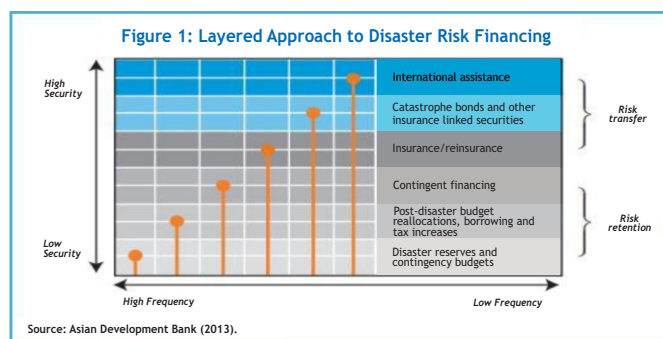 Figure 1: Layered Approach to Disaster Risk Financing
High
Security
Low
Security
International assistance
Catastrophe bonds and other
insurance linked securities
Insurance/reinsurance
Contingent financing
Post-disaster budget
reallocations, borrowing and
tax increases
Disaster reserves and
contingency budgets
Risk
transfer
Risk
retention
High Frequency
Low Frequency
Source: Asian Development Bank (2013).